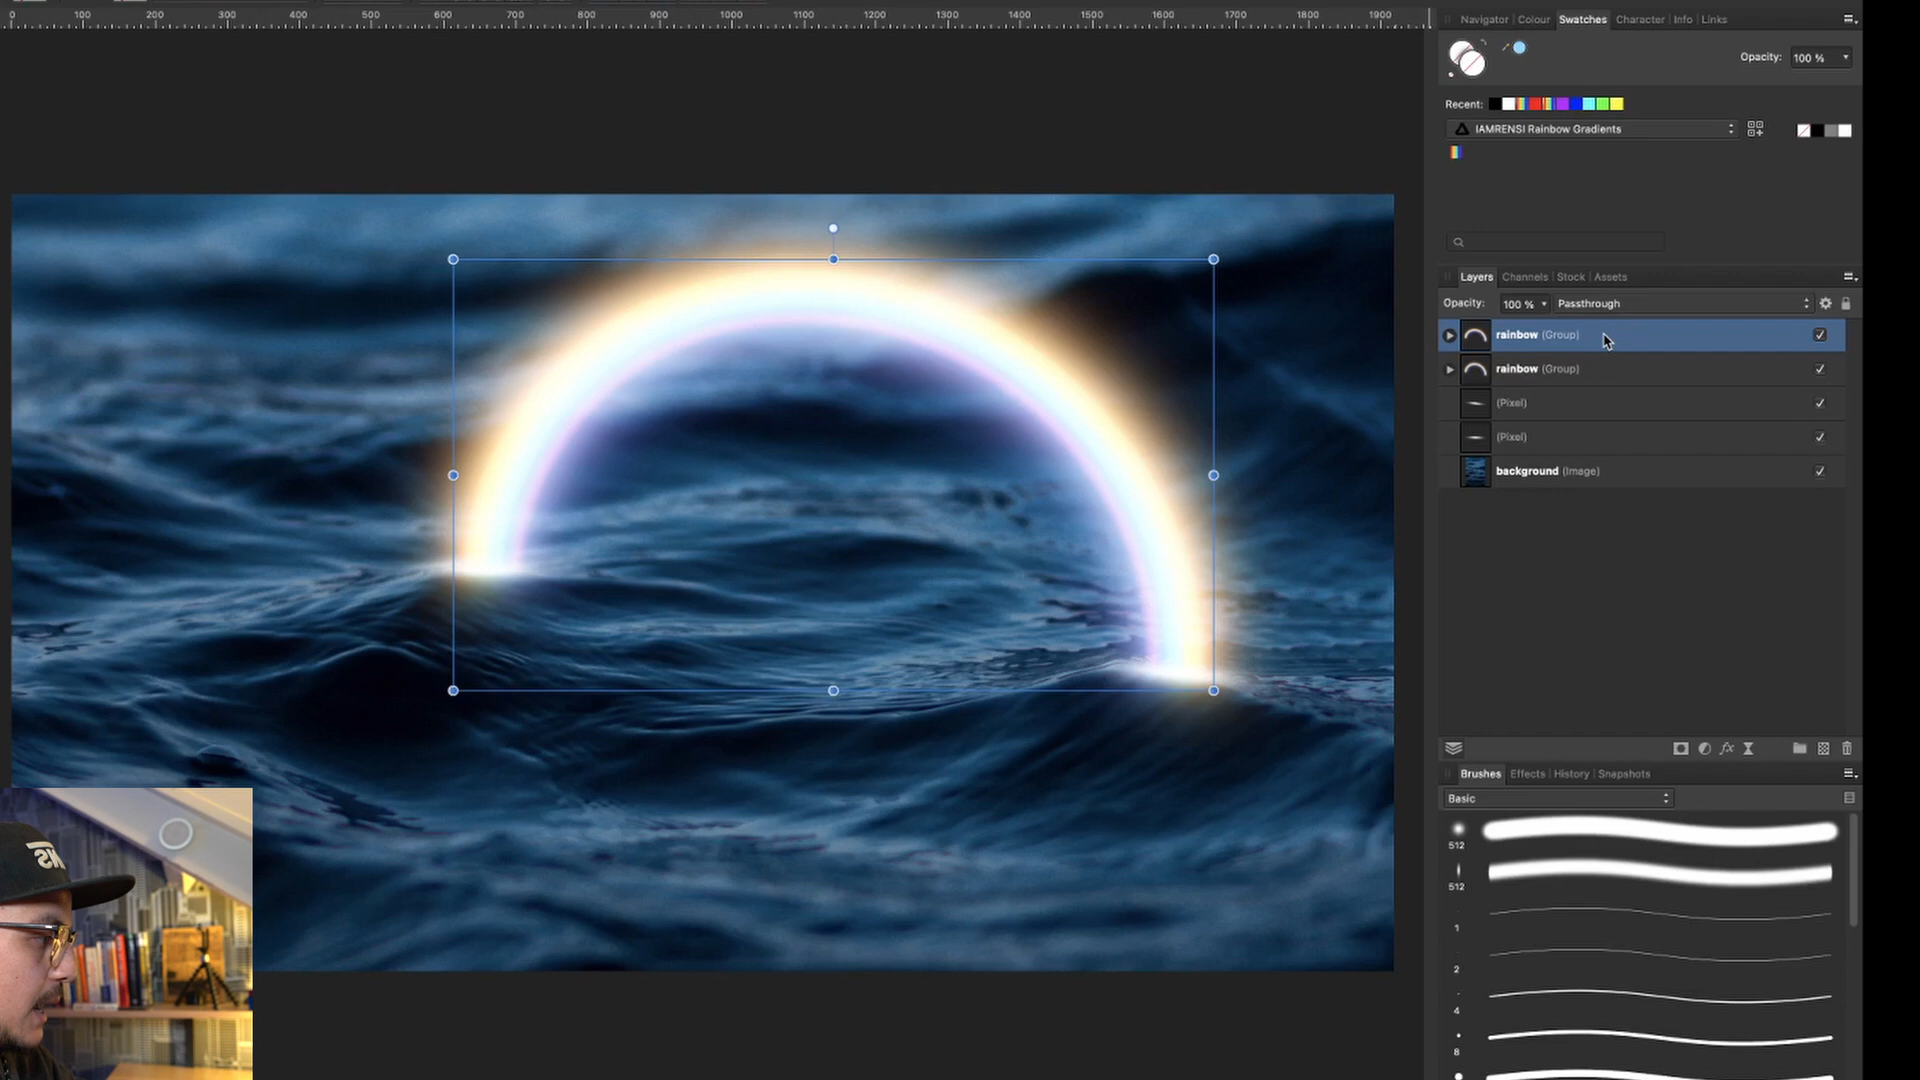 0 100 200 300 400 500 600 700 800 900 1000 1100 1200 1300 1400 1500 1600 1700 1800 1900
Navigator Colour Swatches Character Info Links
Opacity: 100 %
Recent:
IAMRENSI Rainbow Gradients
Layers Channels Stock Assets
Opacity: 100 % Passthrough
rainbow (Group)
rainbow (Group)
(Pixel)
(Pixel)
background (Image)
fx
Brushes Effects History Snapshots
Basic
512
512
1
2
4
8